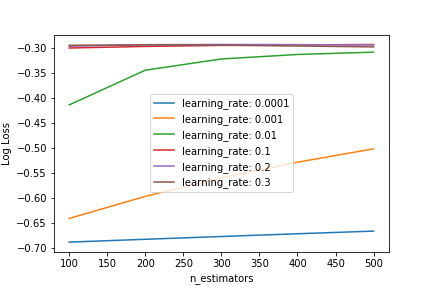 −0.30
−0.35
−0.40
−0.45
−0.50
−0.55
−0.60
−0.65
−0.70
Log Loss
learning_rate: 0.0001
learning_rate: 0.001
learning_rate: 0.01
learning_rate: 0.1
learning_rate: 0.2
learning_rate: 0.3
100 150 200 250 300 350 400 450 500
n_estimators